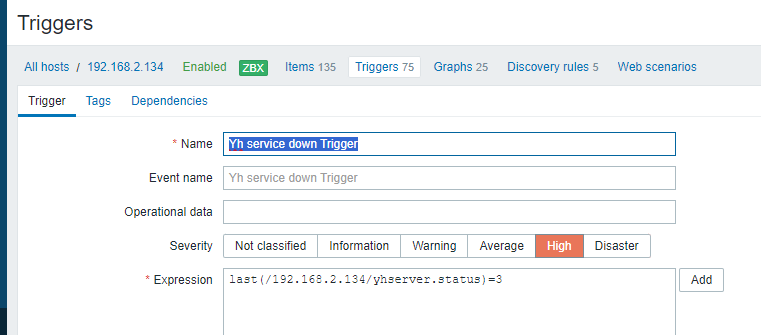 Triggers
All hosts / 192.168.2.134 Enabled ZBX Items 135 Triggers 75 Graphs 25 Discovery rules 5 Web scenarios
Trigger Tags Dependencies
* Name Yh service down Trigger
Event name Yh service down Trigger
Operational data
Severity Not classified Information Warning Average High Disaster
* Expression last(/192.168.2.134/yhserver.status)=3 Add